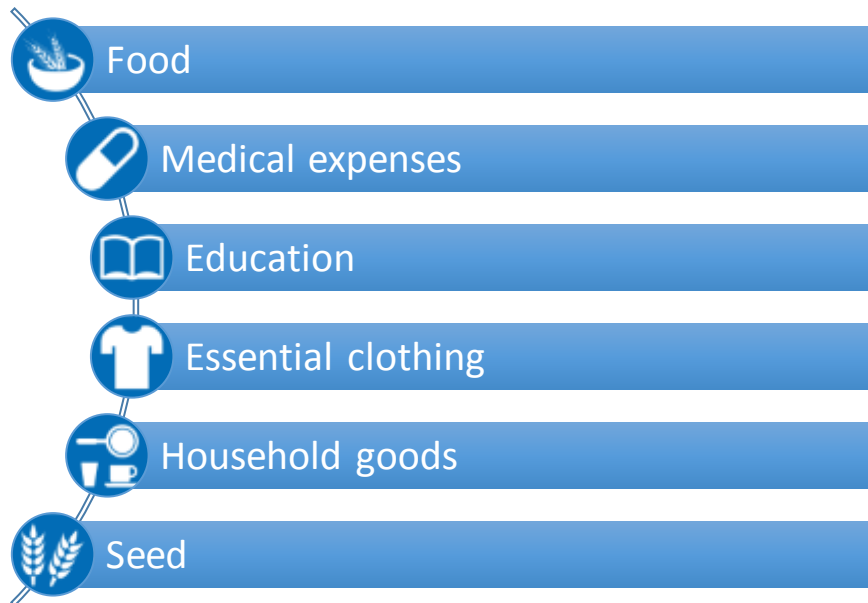 Food
Medical expenses
Education
Essential clothing
Household goods
Seed